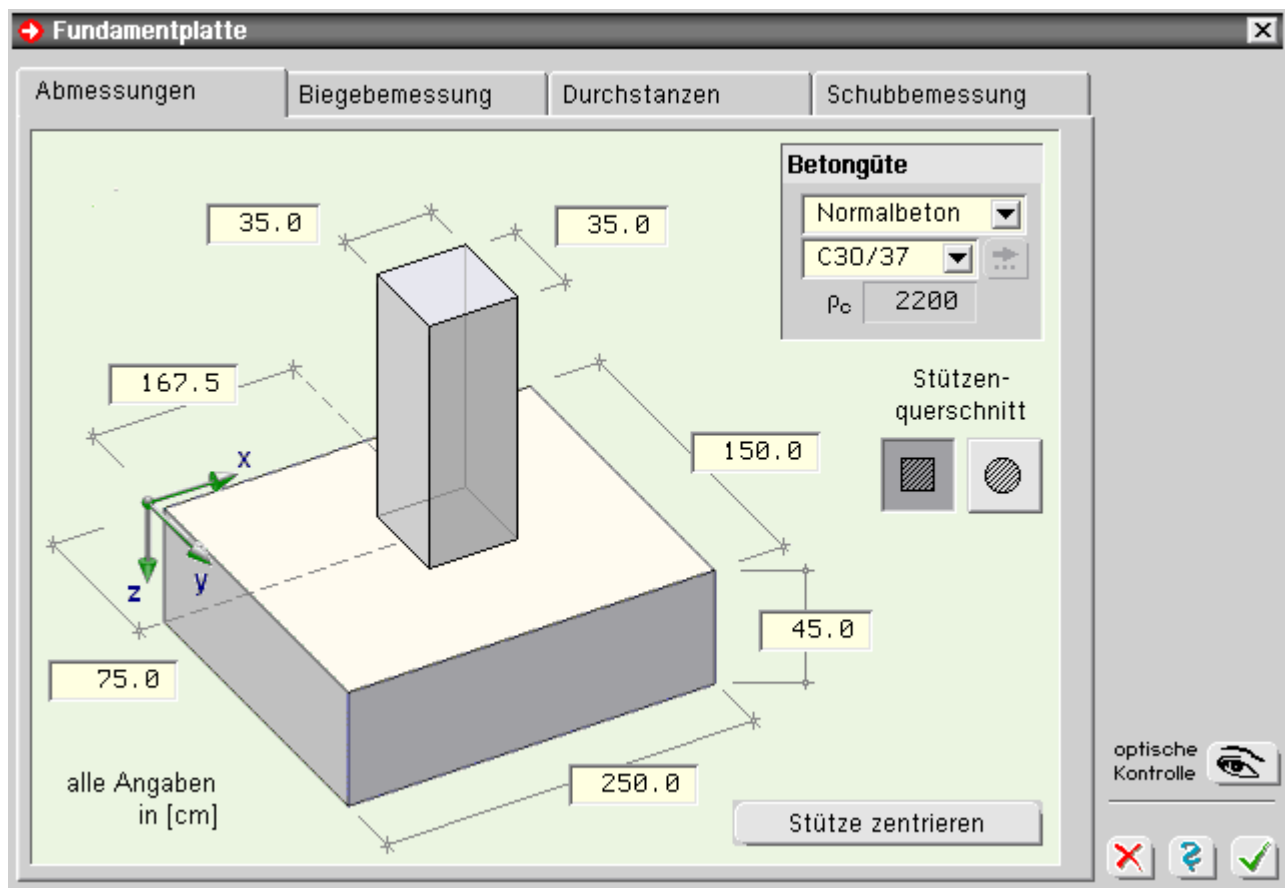 Fundamentplatte
Abmessungen
Biegebemessung
Durchstanzen
Schubbemessung
Betongüte
Normalbeton
C30/37
ρc 2200
35.0
35.0
167.5
Stützen-
querschnitt
150.0
x
y
z
45.0
75.0
250.0
alle Angaben
in [cm]
Stütze zentrieren
optische
Kontrolle